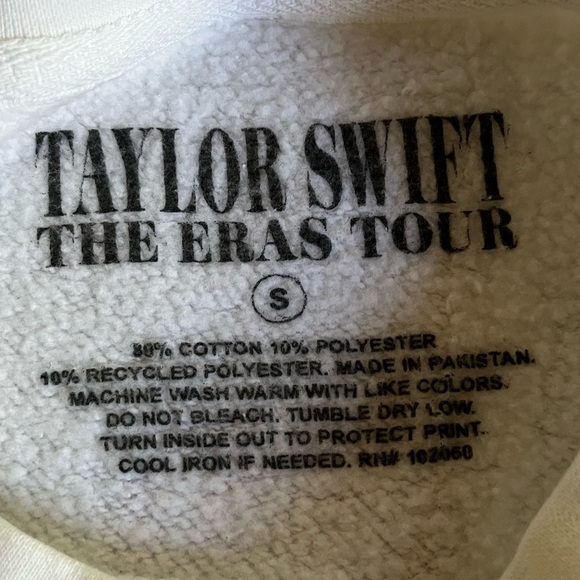 TAYLOR SWIFT
THE ERAS TOUR
S
80% COTTON 10% POLYESTER
10% RECYCLED POLYESTER. MADE IN PAKISTAN.
MACHINE WASH WARM WITH LIKE COLORS.
DO NOT BLEACH. TUMBLE DRY LOW.
TURN INSIDE OUT TO PROTECT PRINT.
COOL IRON IF NEEDED. RN# 102060